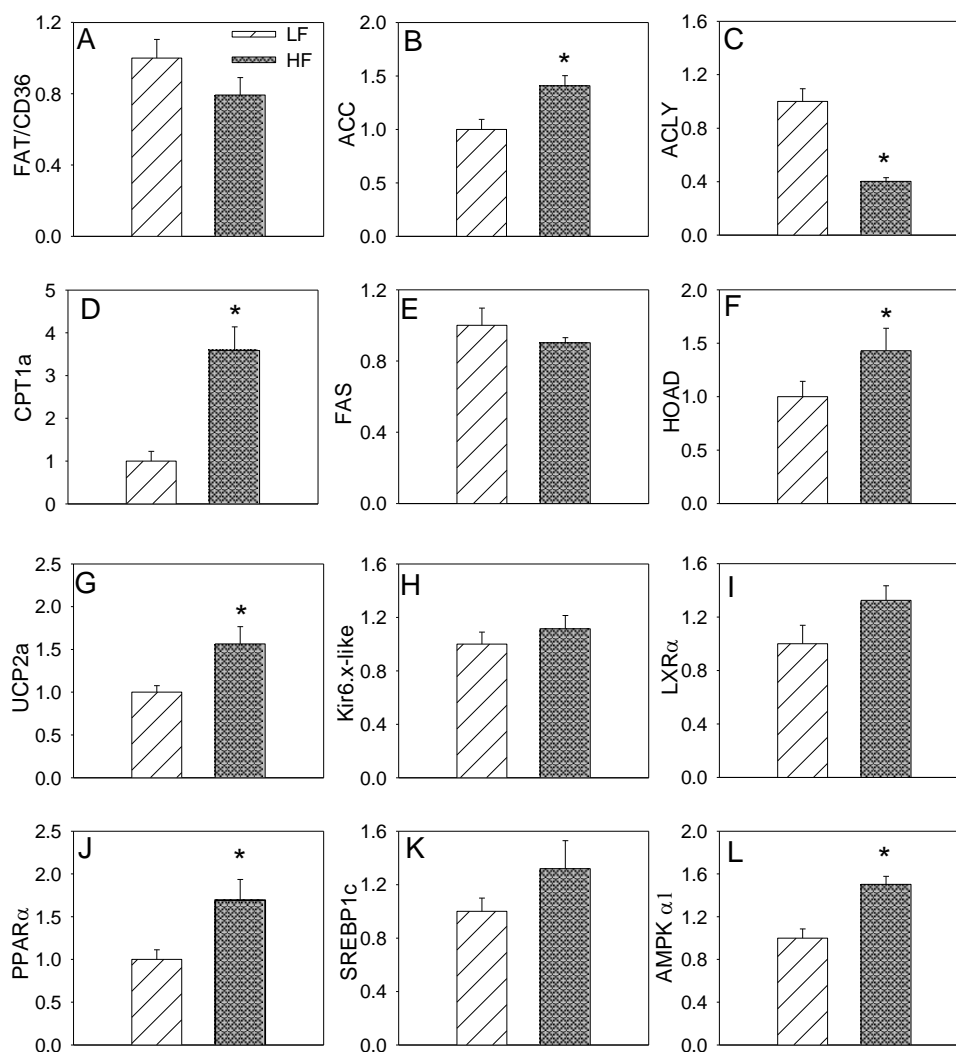 A
FAT/CD36
1.2
0.8
0.4
0.0
LF
HF
B
ACC
2.0
1.5
1.0
0.5
0.0
*
C
ACLY
1.4
1.0
0.8
0.4
0.0
*
D
CPT1a
5
4
3
2
1
0
*
E
FAS
1.2
0.8
0.4
0.0
F
HOAD
2.0
1.5
1.0
0.5
0.0
*
G
UCP2a
2.5
2.0
1.5
1.0
0.5
0.0
*
H
Kir6.x-like
1.6
1.2
0.8
0.4
0.0
I
LXRα
1.6
1.2
0.8
0.4
0.0
J
PPARα
2.5
2.0
1.5
1.0
0.5
0.0
*
K
SREBP1c
1.6
1.2
0.8
0.4
0.0
L
AMPK α1
2.0
1.5
1.0
0.5
0.0
*